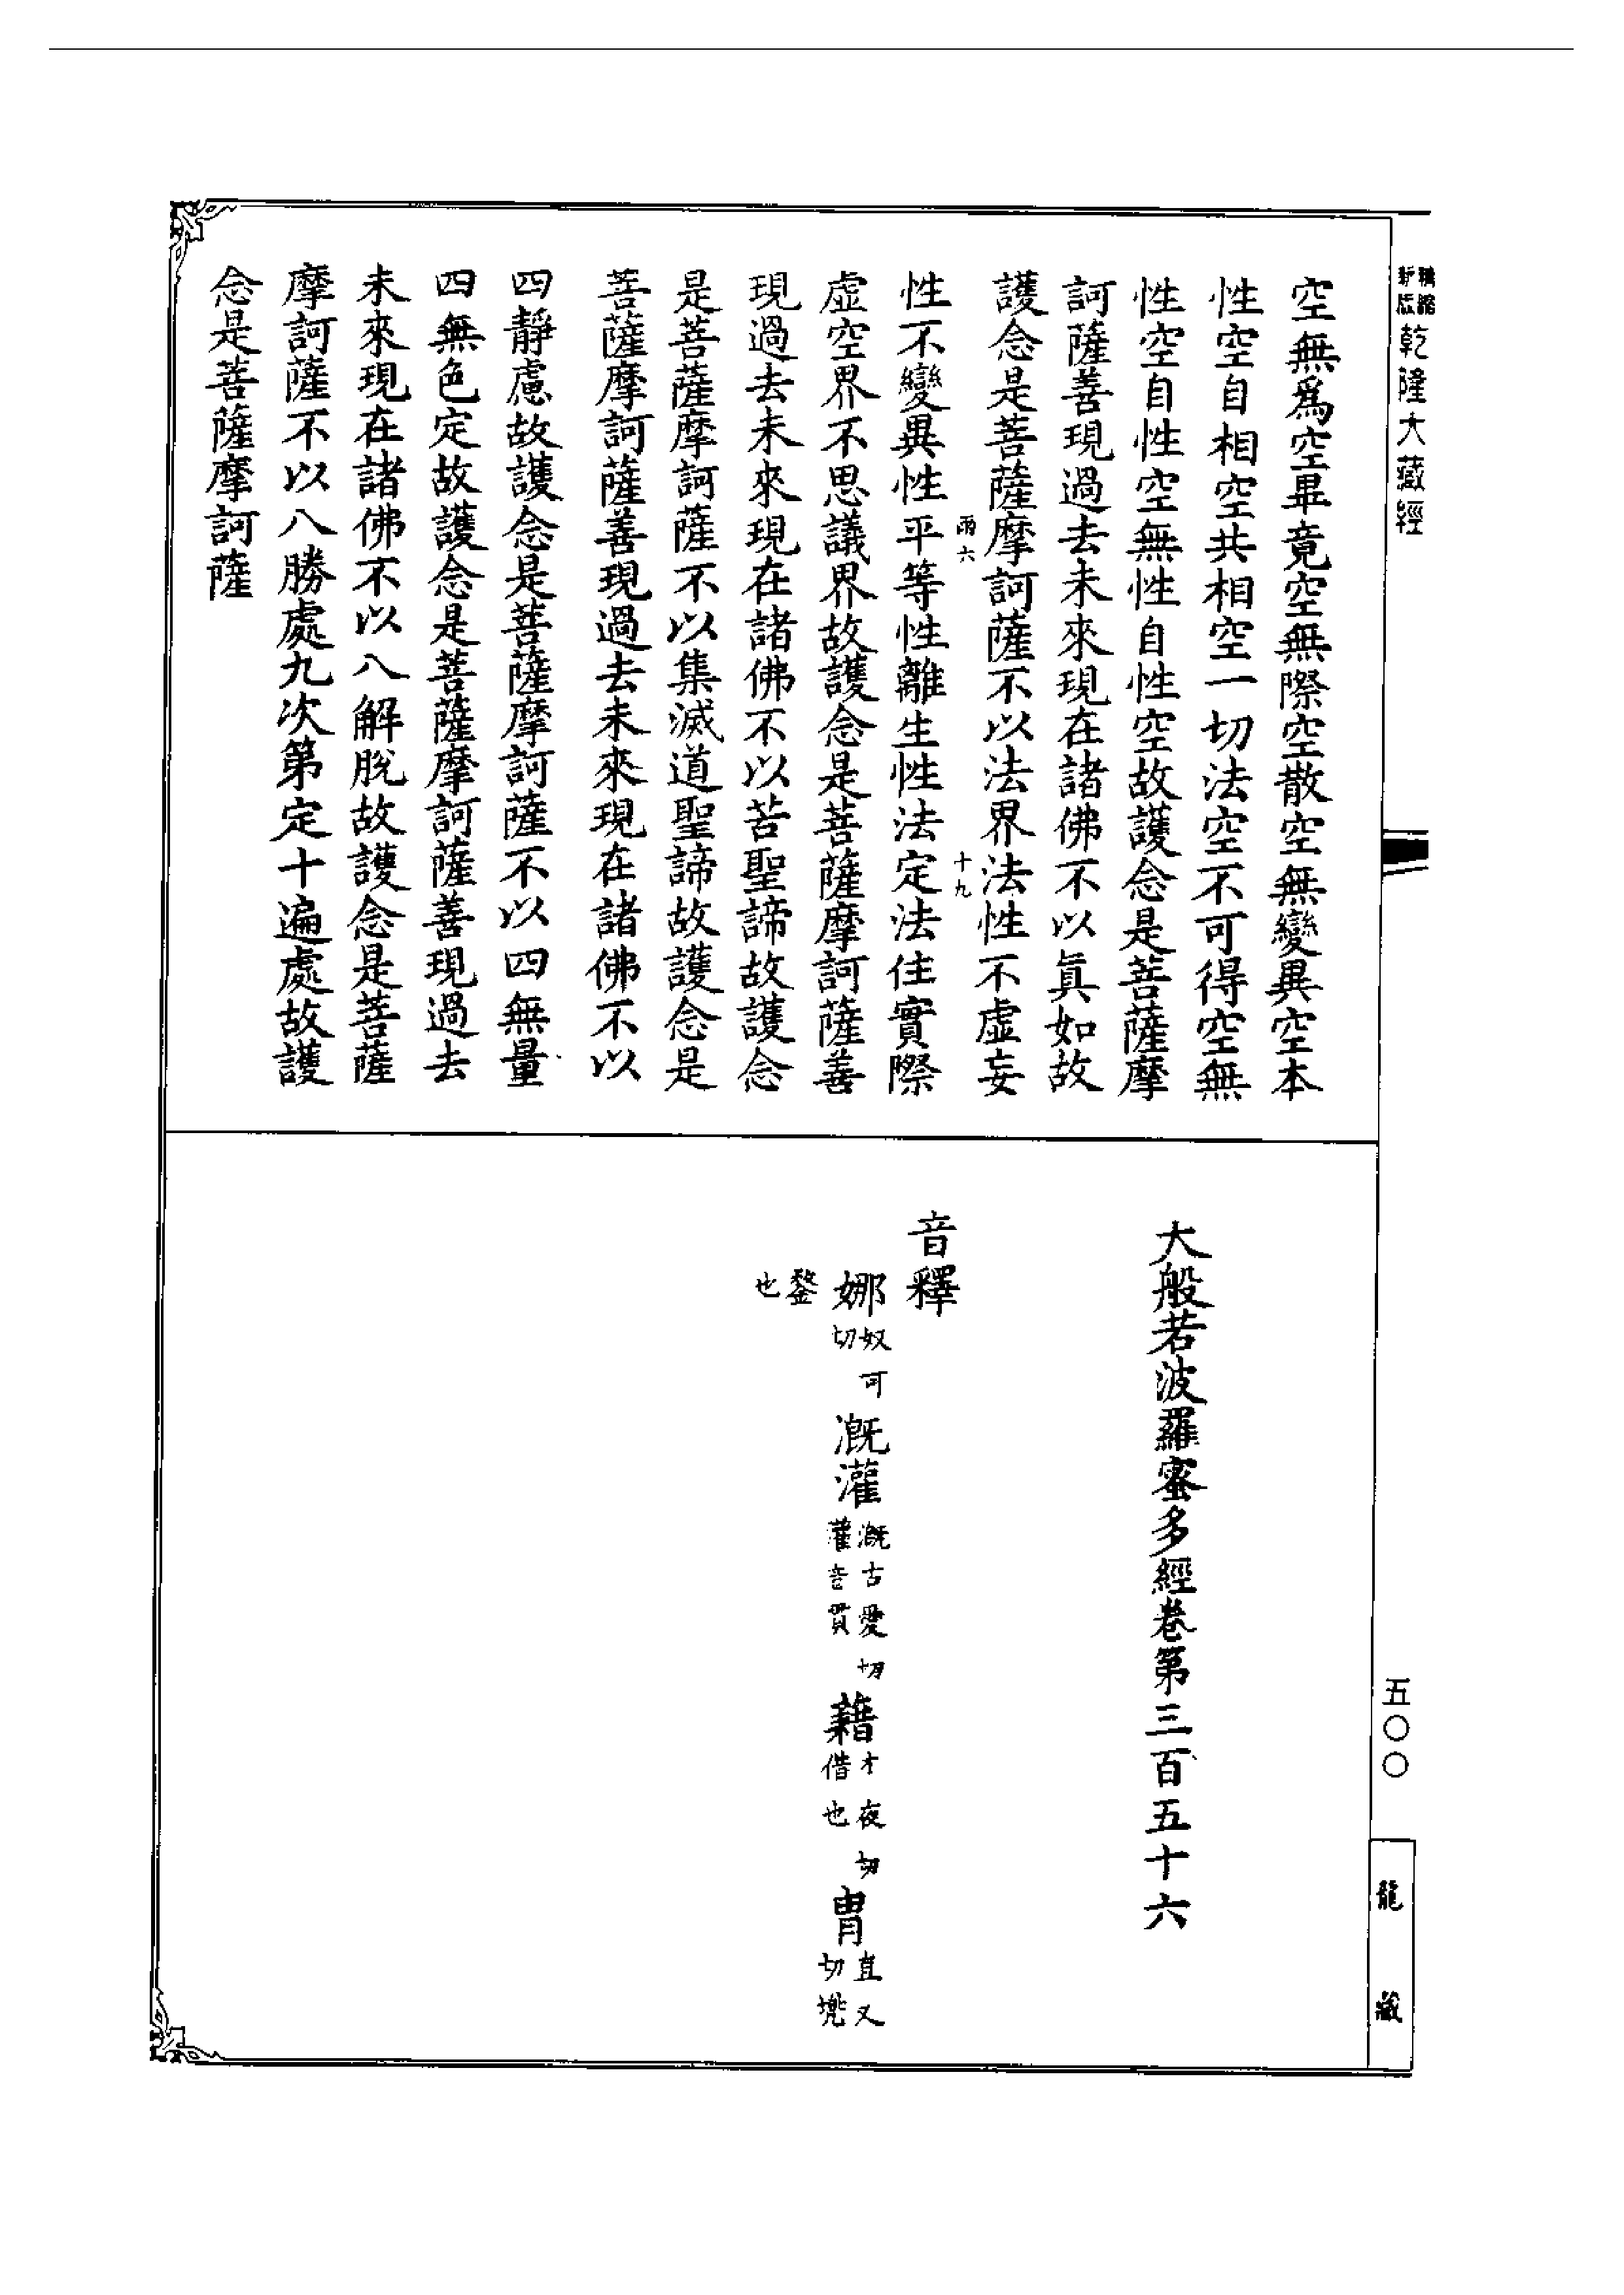 精縮新版乾隆大藏經
空無爲空畢竟空無際空散空無變異空本
性空自相空共相空一切法空不可得空無
性空自性空無性自性空故護念是菩薩摩
訶薩善現過去未來現在諸佛不以真如故
護念是菩薩摩訶薩不以法界法性不虛妄
雨六 十九
性不變異性平等性離生性法定法住實際
虛空界不思議界故護念是菩薩摩訶薩善
現過去未來現在諸佛不以苦聖諦故護念
是菩薩摩訶薩不以集滅道聖諦故護念是
菩薩摩訶薩善現過去未來現在諸佛不以
四靜慮故護念是菩薩摩訶薩不以四無量
四無色定故護念是菩薩摩訶薩善現過去
未來現在諸佛不以八解脫故護念是菩薩
摩訶薩不以八勝處九次第定十遍處故護
念是菩薩摩訶薩
大般若波羅蜜多經卷第三百五十六
音釋
娜奴可切 溉灌溉古愛切灌音貫 藉才夜切借也 冑直又切兜
鍪也
五〇〇
龍藏